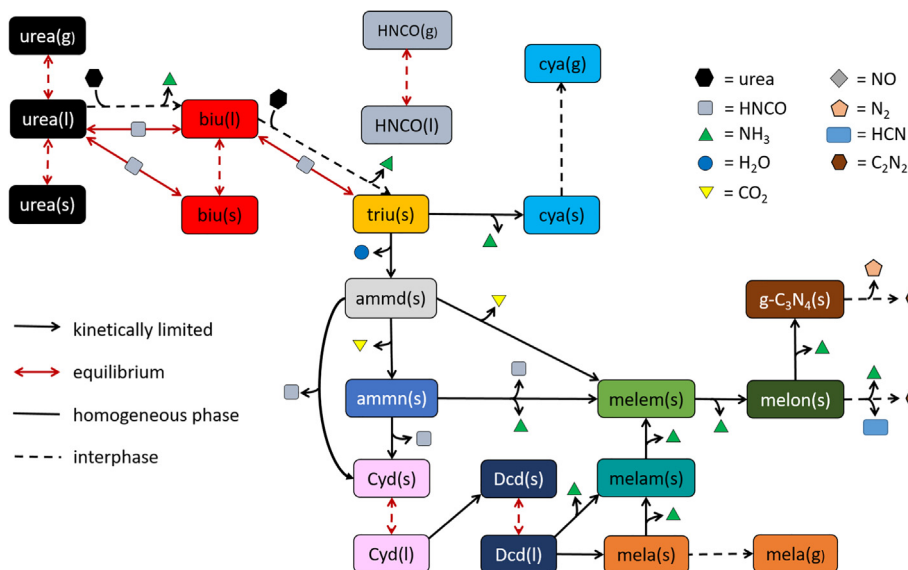 urea(g)
HNCO(g)
cya(g)
= urea
= NO
urea(l)
biu(l)
HNCO(l)
= HNCO
= N₂
= NH₃
= HCN
= H₂O
= C₂N₂
urea(s)
biu(s)
triu(s)
cya(s)
= CO₂
ammd(s)
g-C₃N₄(s)
kinetically limited
equilibrium
ammn(s)
melem(s)
melon(s)
homogeneous phase
interphase
Cyd(s)
Dcd(s)
melam(s)
Cyd(l)
Dcd(l)
mela(s)
mela(g)